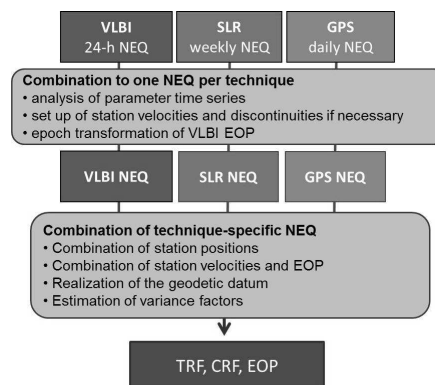 VLBI
24-h NEQ
SLR
weekly NEQ
GPS
daily NEQ
Combination to one NEQ per technique
• analysis of parameter time series
• set up of station velocities and discontinuities if necessary
• epoch transformation of VLBI EOP
VLBI NEQ
SLR NEQ
GPS NEQ
Combination of technique-specific NEQ
• Combination of station positions
• Combination of station velocities and EOP
• Realization of the geodetic datum
• Estimation of variance factors
TRF, CRF, EOP